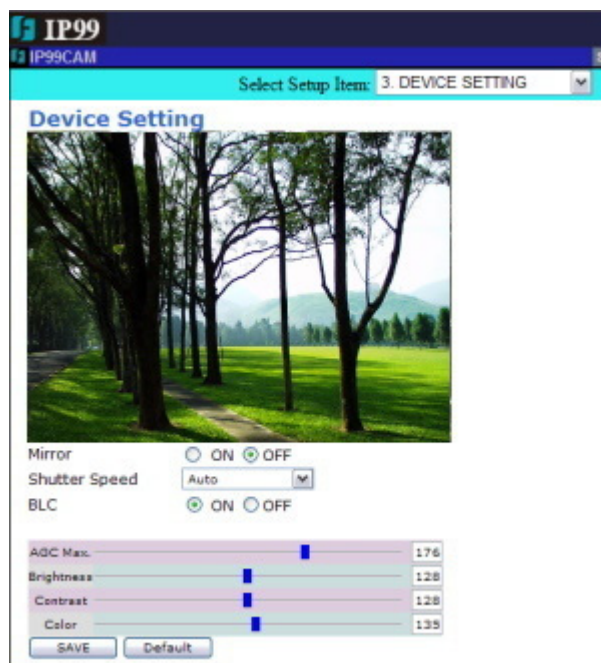 IP99
IP99CAM
Select Setup Item: 3. DEVICE SETTING
Device Setting
Mirror ON OFF
Shutter Speed Auto
BLC ON OFF
AGC Max. 176
Brightness 128
Contrast 128
Color 135
SAVE Default